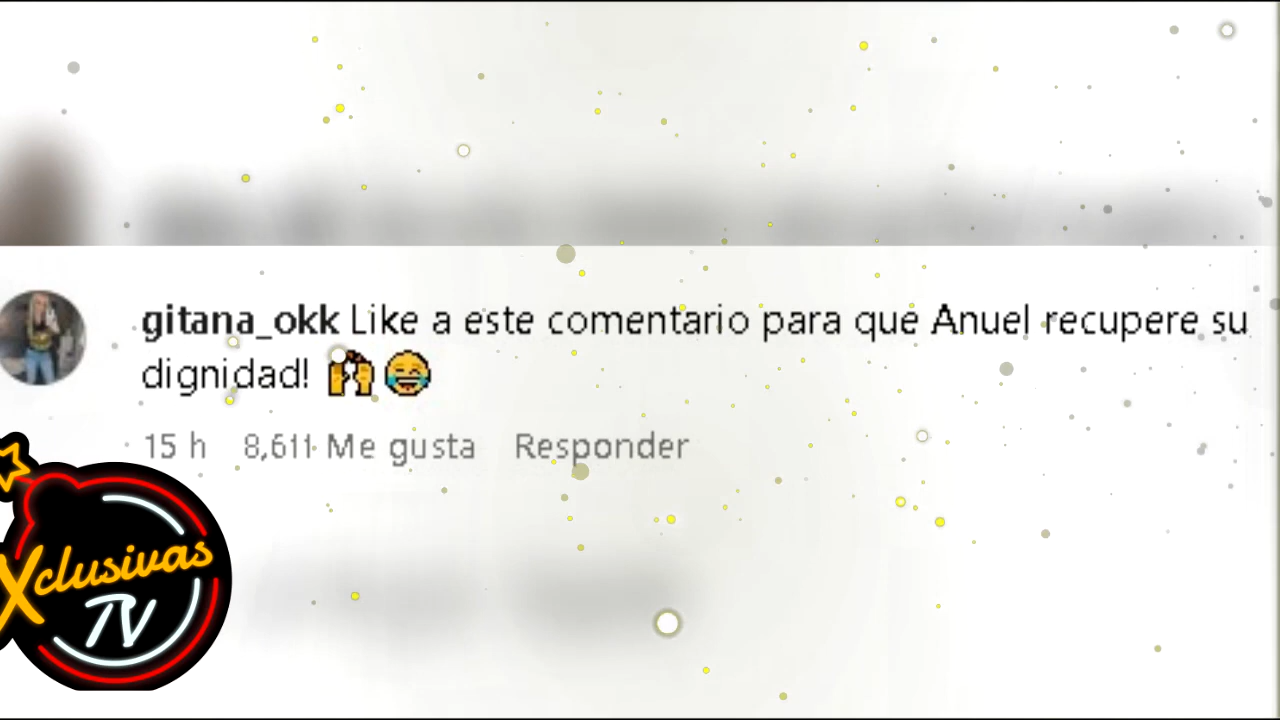 gitana_okk Like a este comentario para que Anuel recupere su
dignidad! 🙌😂
15 h 8,611 Me gusta Responder
Xclusivas
TV